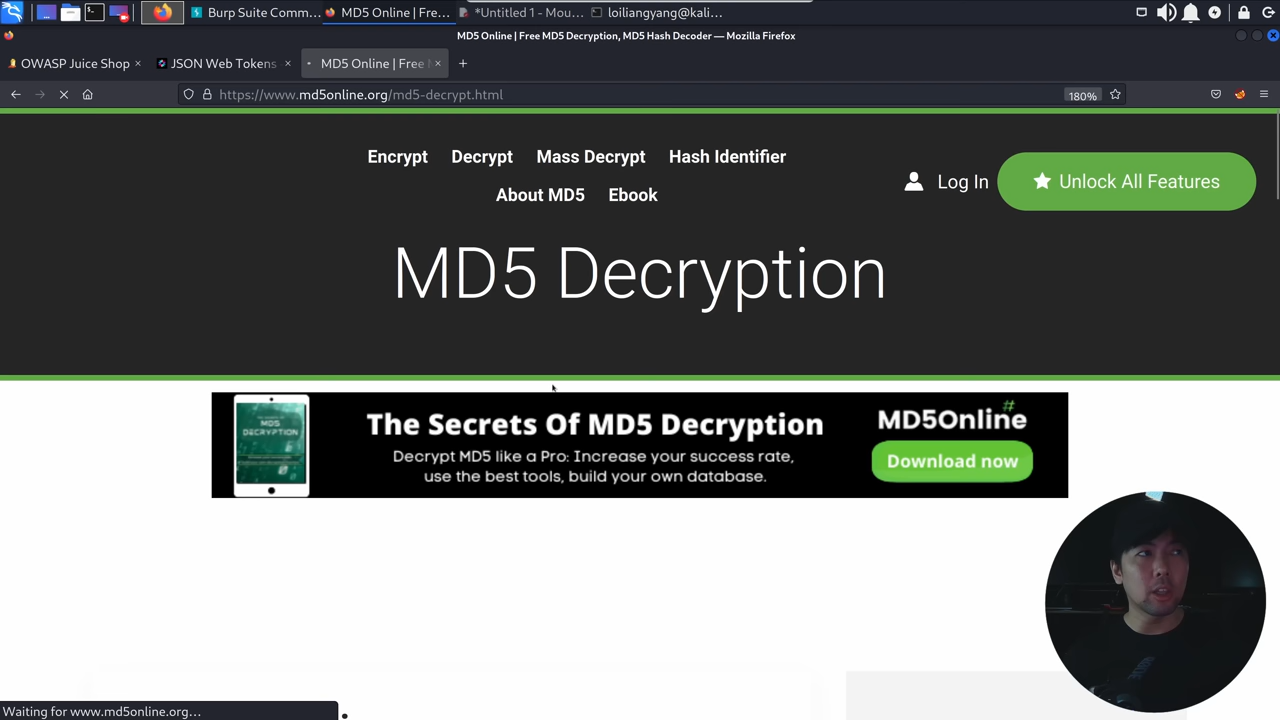 Burp Suite Comm...
MD5 Online | Fre...
*Untitled 1 - Mou...
loiliangyang@kali...
MD5 Online | Free MD5 Decryption, MD5 Hash Decoder — Mozilla Firefox
OWASP Juice Shop
JSON Web Tokens
MD5 Online | Free
https://www.md5online.org/md5-decrypt.html
180%
Encrypt Decrypt Mass Decrypt Hash Identifier
About MD5 Ebook
Log In
Unlock All Features
MD5 Decryption
MD5 DECRYPTION
The Secrets Of MD5 Decryption
Decrypt MD5 like a Pro: Increase your success rate,
use the best tools, build your own database.
MD5Online#
Download now
Waiting for www.md5online.org...